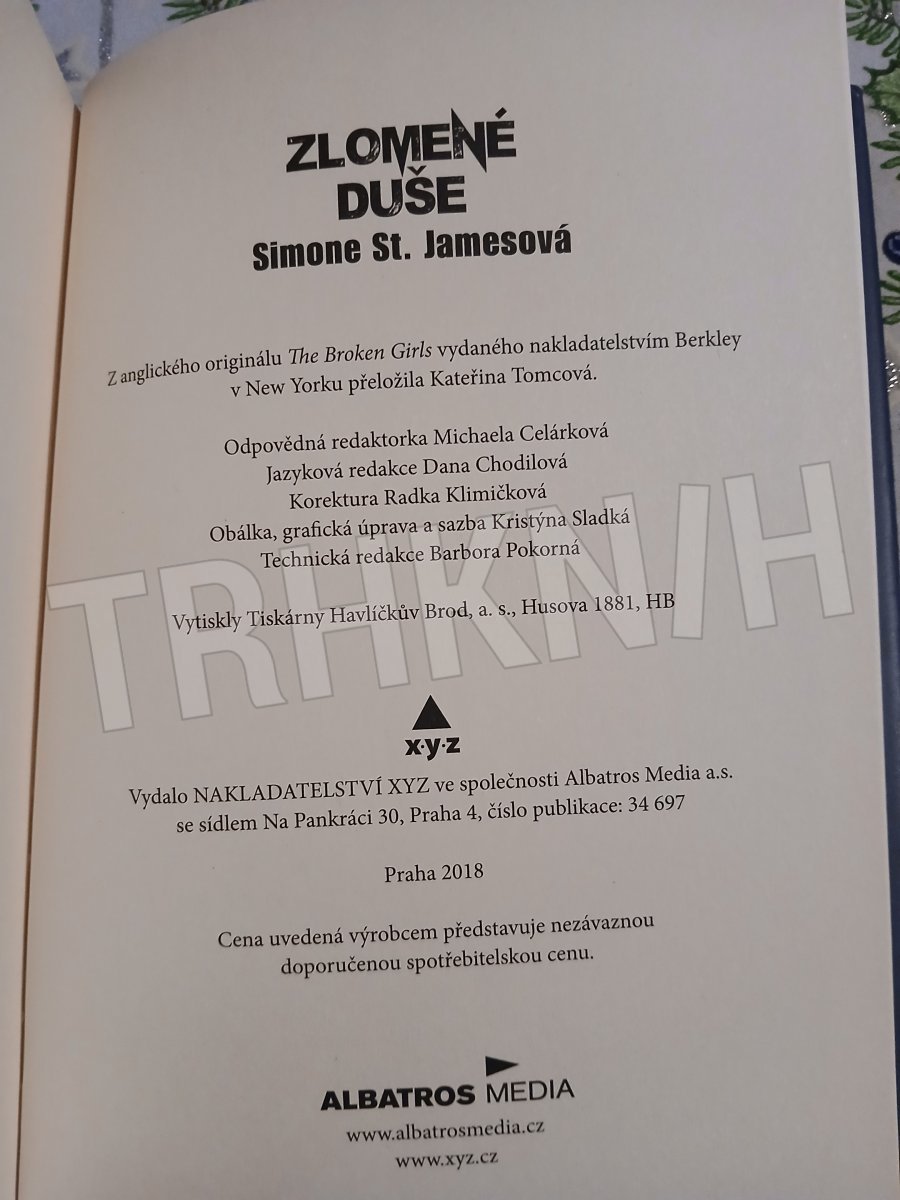 ZLOMENÉ
DUŠE
Simone St. Jamesová
Z anglického originálu The Broken Girls vydaného nakladatelstvím Berkley
v New Yorku přeložila Kateřina Tomcová.
Odpovědná redaktorka Michaela Celárková
Jazyková redakce Dana Chodilová
Korektura Radka Klimičková
Obálka, grafická úprava a sazba Kristýna Sladká
Technická redakce Barbora Pokorná
TRHKNIH
Vytiskly Tiskárny Havlíčkův Brod, a. s., Husova 1881, HB
x·y·z
Vydalo NAKLADATELSTVÍ XYZ ve společnosti Albatros Media a.s.
se sídlem Na Pankráci 30, Praha 4, číslo publikace: 34 697
Praha 2018
Cena uvedená výrobcem představuje nezávaznou
doporučenou spotřebitelskou cenu.
ALBATROS MEDIA
www.albatrosmedia.cz
www.xyz.cz